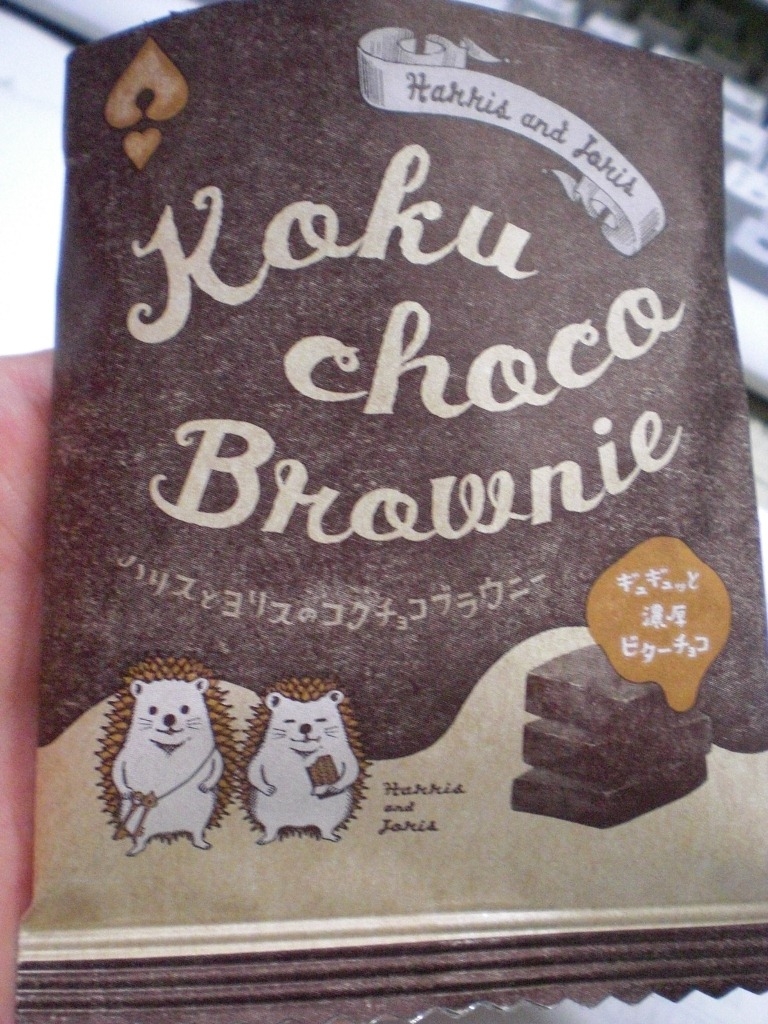 Harris and Joris
Koku
choco
Brownie
ハリスとヨリスのコクチョコブラウニー
ギュギュッと
濃厚
ビターチョコ
Harris
and
Joris